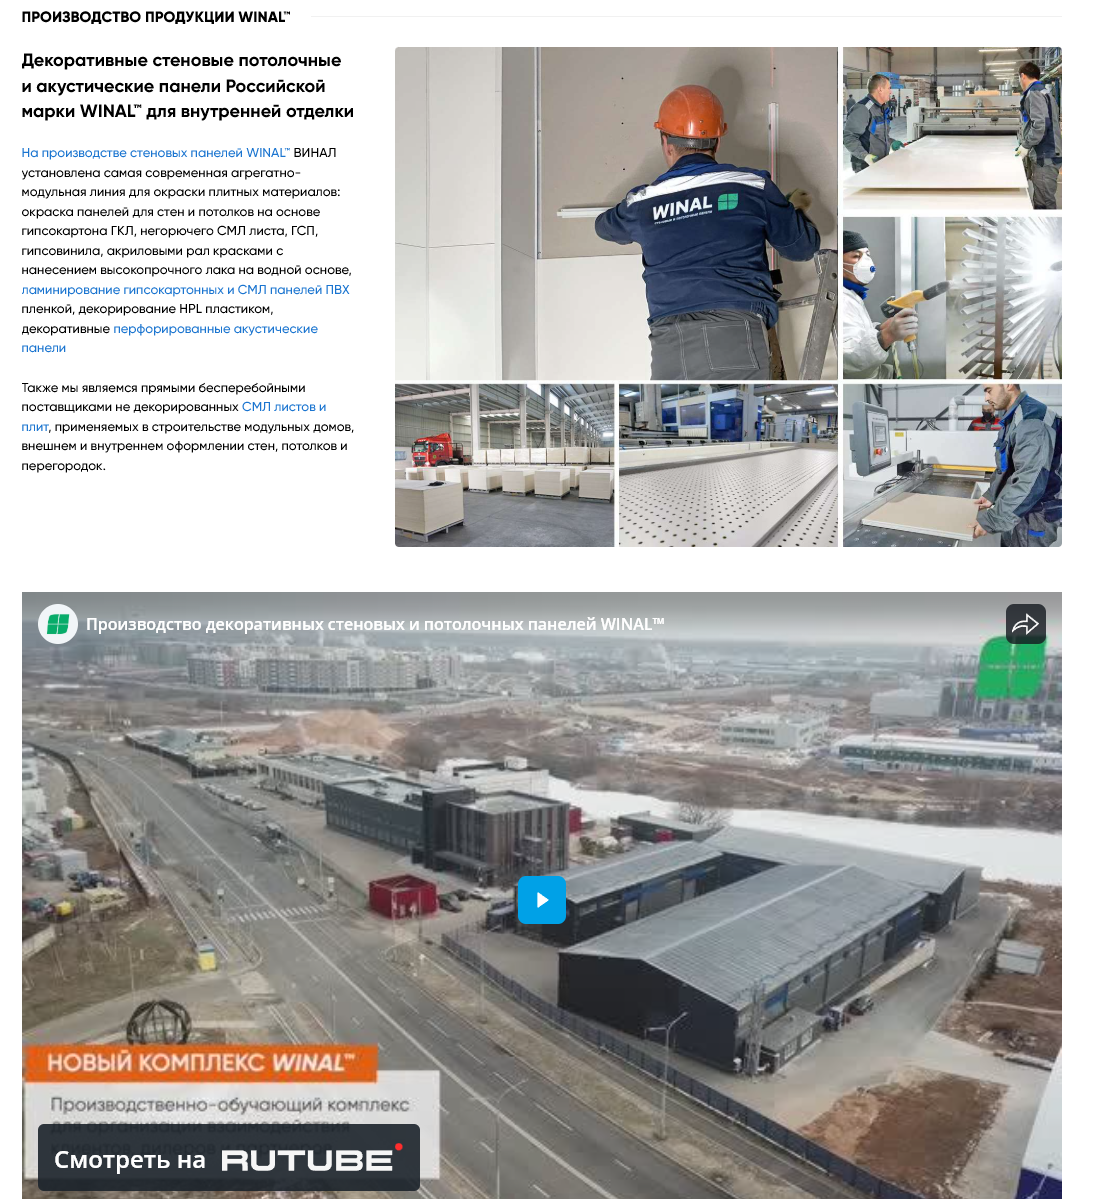 ПРОИЗВОДСТВО ПРОДУКЦИИ WINAL™
Декоративные стеновые потолочные
и акустические панели Российской
марки WINAL™ для внутренней отделки
На производстве стеновых панелей WINAL™ ВИНАЛ
установлена самая современная агрегатно-
модульная линия для окраски плитных материалов:
окраска панелей для стен и потолков на основе
гипсокартона ГКЛ, негорючего СМЛ листа, ГСП,
гипсовинила, акриловыми рал красками с
нанесением высокопрочного лака на водной основе,
ламинирование гипсокартонных и СМЛ панелей ПВХ
пленкой, декорирование HPL пластиком,
декоративные перфорированные акустические
панели
Также мы являемся прямыми бесперебойными
поставщиками не декорированных СМЛ листов и
плит, применяемых в строительстве модульных домов,
внешнем и внутреннем оформлении стен, потолков и
перегородок.
WINAL
Производство декоративных стеновых и потолочных панелей WINAL™
НОВЫЙ КОМПЛЕКС WINAL™
Производственно-обучающий комплекс
Смотреть на RUTUBE